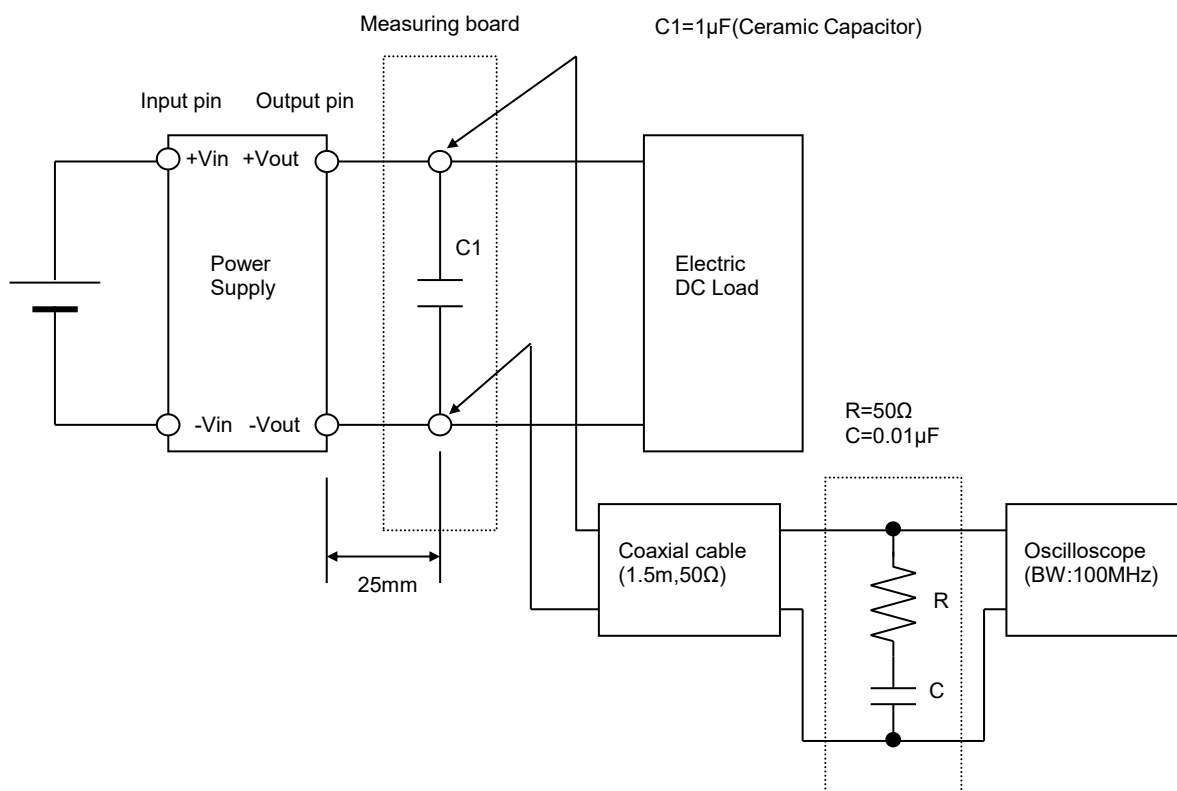 Measuring board
C1=1µF(Ceramic Capacitor)
Input pin
Output pin
+Vin
+Vout
C1
Power
Supply
Electric
DC Load
-Vin
-Vout
R=50Ω
C=0.01µF
25mm
Coaxial cable
(1.5m,50Ω)
R
C
Oscilloscope
(BW:100MHz)